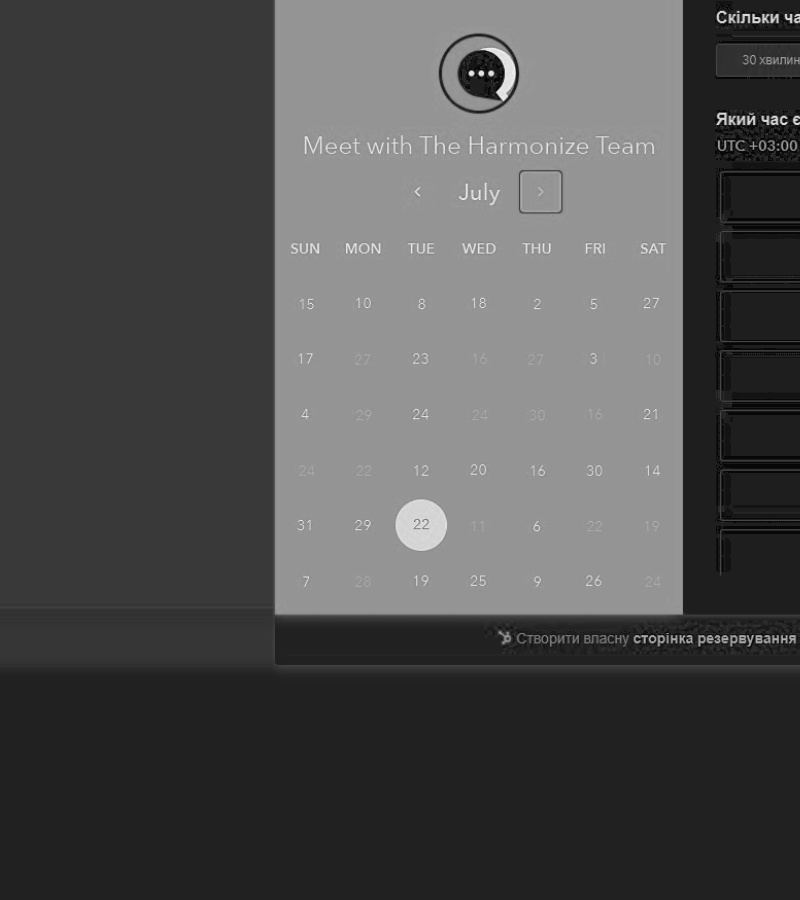 Скільки ча
30 хвилин
Який час є
UTC +03:00
Meet with The Harmonize Team
July
SUN MON TUE WED THU FRI SAT
15 10 8 18 2 5 27
17 27 23 16 27 3 10
4 29 24 24 30 16 21
24 22 12 20 16 30 14
31 29 22 11 6 22 19
7 28 19 25 9 26 24
Створити власну сторінка резервування